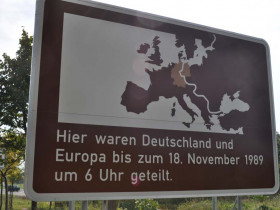 Hier waren Deutschland und
Europa bis zum 18. November 1989
um 6 Uhr geteilt.